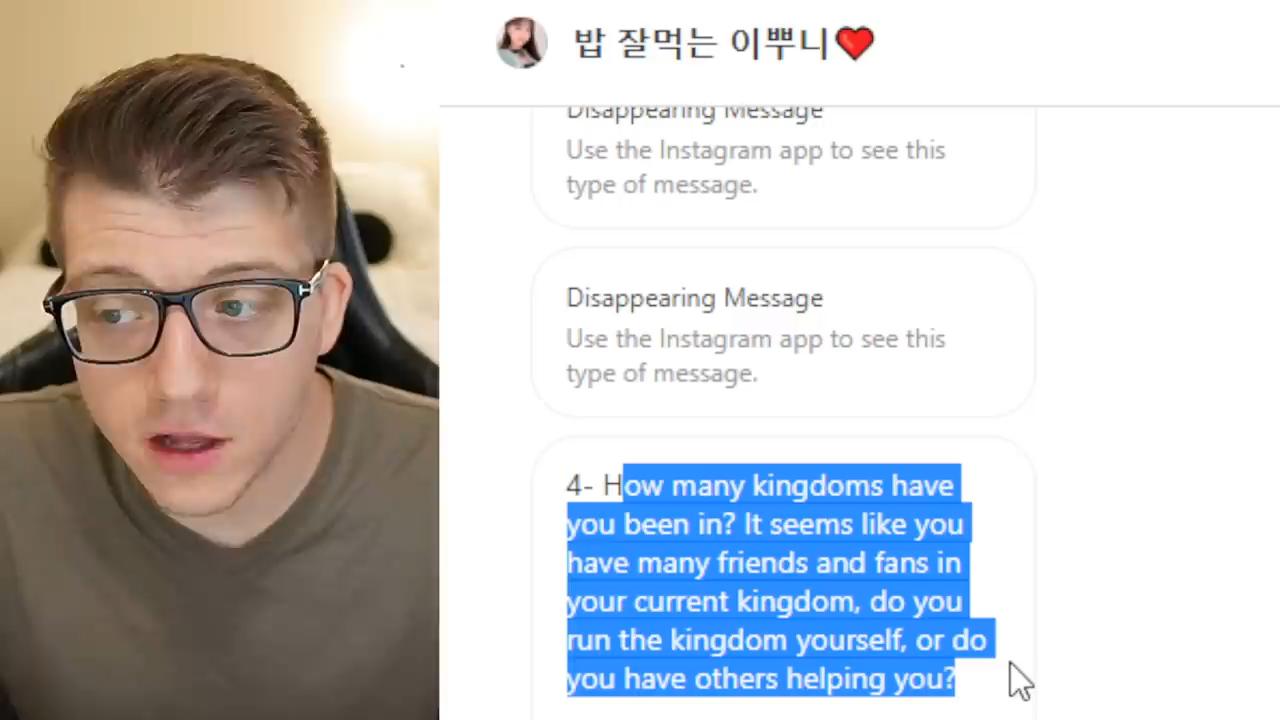 밥 잘먹는 이뿌니❤️
Disappearing Message
Use the Instagram app to see this
type of message.
Disappearing Message
Use the Instagram app to see this
type of message.
4- How many kingdoms have
you been in? It seems like you
have many friends and fans in
your current kingdom, do you
run the kingdom yourself, or do
you have others helping you?